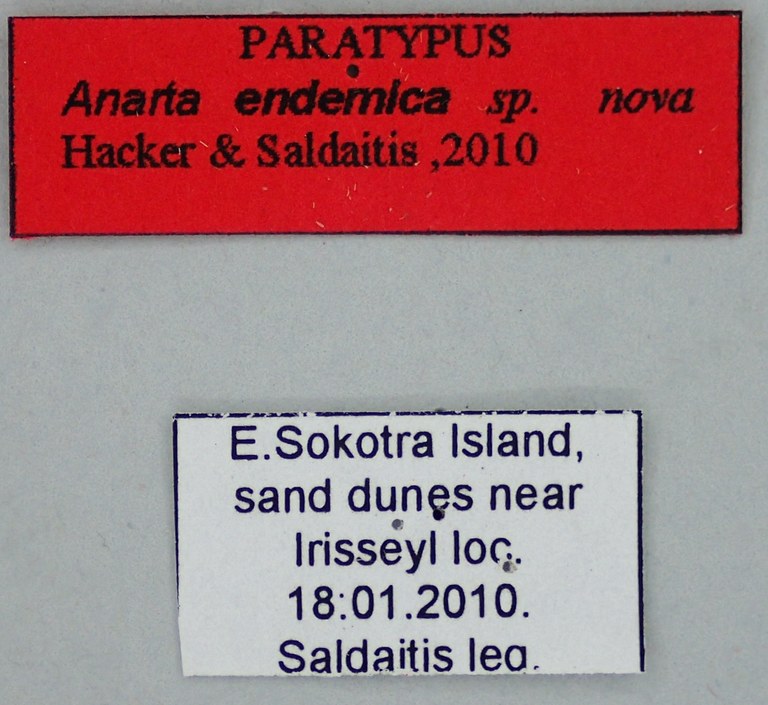 PARATYPUS
Anarta endemica sp. nova
Hacker & Saldaitis ,2010
E.Sokotra Island,
sand dunes near
Irisseyl loc.
18.01.2010.
Saldaitis leg.